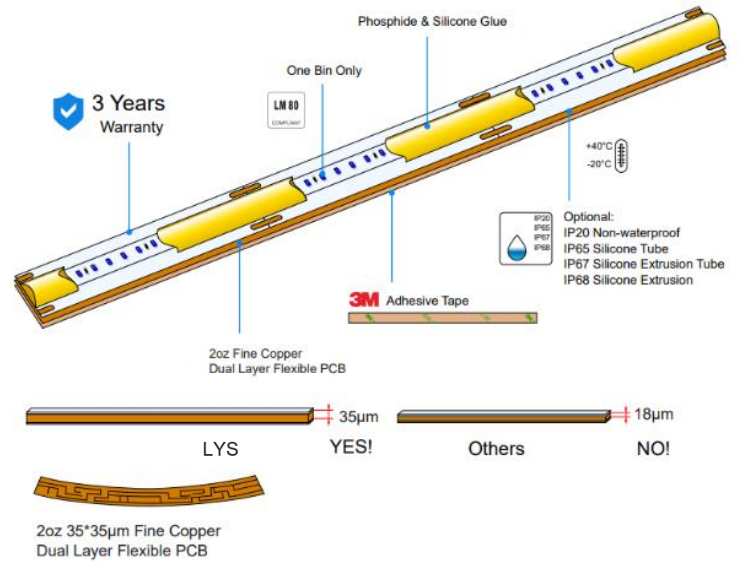 Phosphide & Silicone Glue
One Bin Only
3 Years
Warranty
LM 80
COMPLIANT
+40°C
-20°C
IP20
IP65
IP67
IP68
Optional:
IP20 Non-waterproof
IP65 Silicone Tube
IP67 Silicone Extrusion Tube
IP68 Silicone Extrusion
3M Adhesive Tape
2oz Fine Copper
Dual Layer Flexible PCB
35μm
18μm
LYS
YES!
Others
NO!
2oz 35*35μm Fine Copper
Dual Layer Flexible PCB